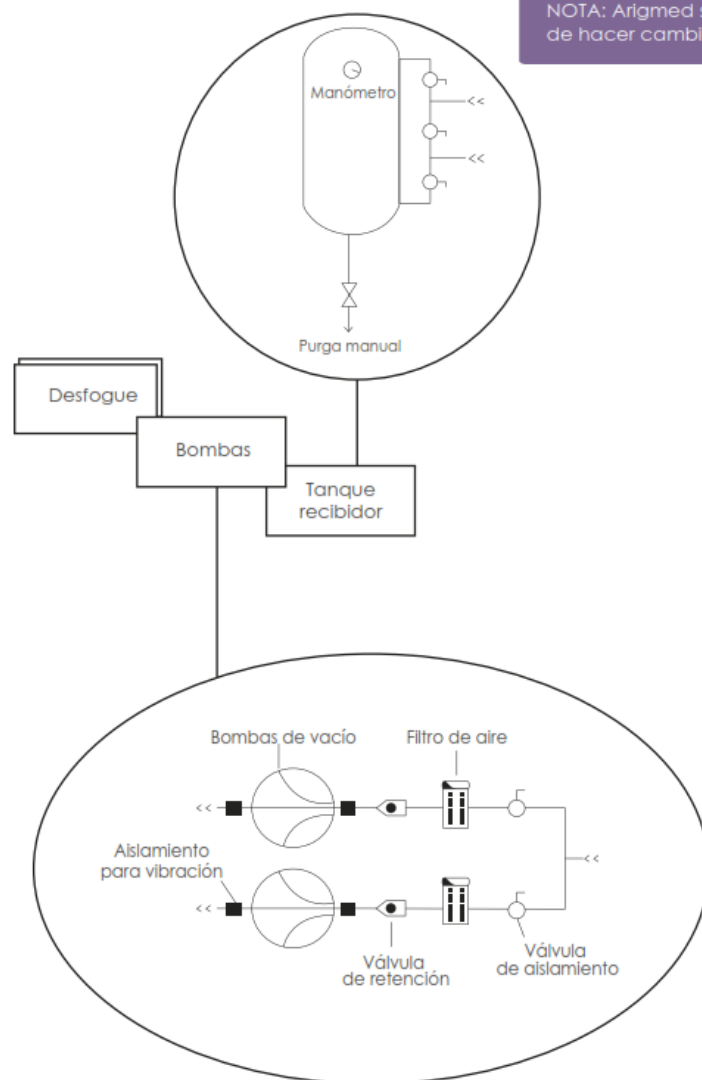 NOTA: Arigmed
de hacer cambi
Manómetro
<<
<<
Purga manual
Desfogue
Bombas
Tanque
recibidor
Bombas de vacío
Filtro de aire
<<
<<
Aislamiento
para vibración
<<
Válvula
de retención
Válvula
de aislamiento